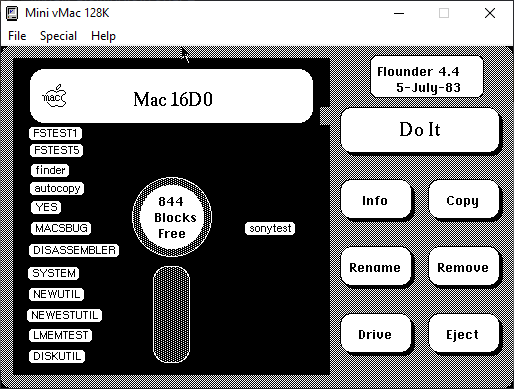 Mini vMac 128K
File Special Help
mac
Mac 16D0
Flounder 4.4
5-July-83
Do It
FSTEST1
FSTEST5
finder
autocopy
YES
MACSBUG
DISASSEMBLER
SYSTEM
NEWUTIL
NEWESTUTIL
LMEMTEST
DISKUTIL
844
Blocks
Free
sonytest
Info Copy
Rename Remove
Drive Eject